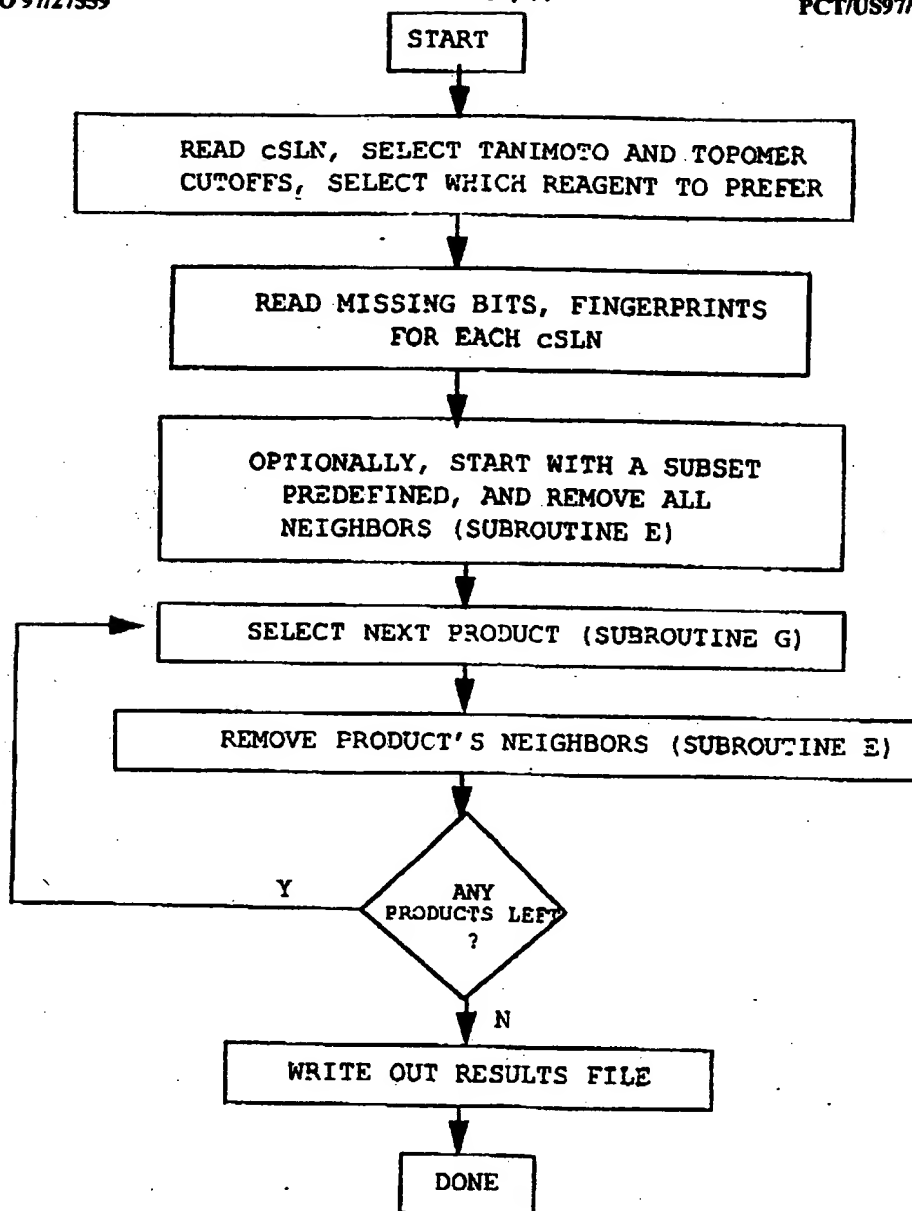 PCT/US97/
START
READ cSLN, SELECT TANIMOTO AND TOPOMER
CUTOFFS, SELECT WHICH REAGENT TO PREFER
READ MISSING BITS, FINGERPRINTS
FOR EACH cSLN
OPTIONALLY, START WITH A SUBSET
PREDEFINED, AND REMOVE ALL
NEIGHBORS (SUBROUTINE E)
SELECT NEXT PRODUCT (SUBROUTINE G)
REMOVE PRODUCT'S NEIGHBORS (SUBROUTINE E)
Y
ANY
PRODUCTS LEFT
?
N
WRITE OUT RESULTS FILE
DONE